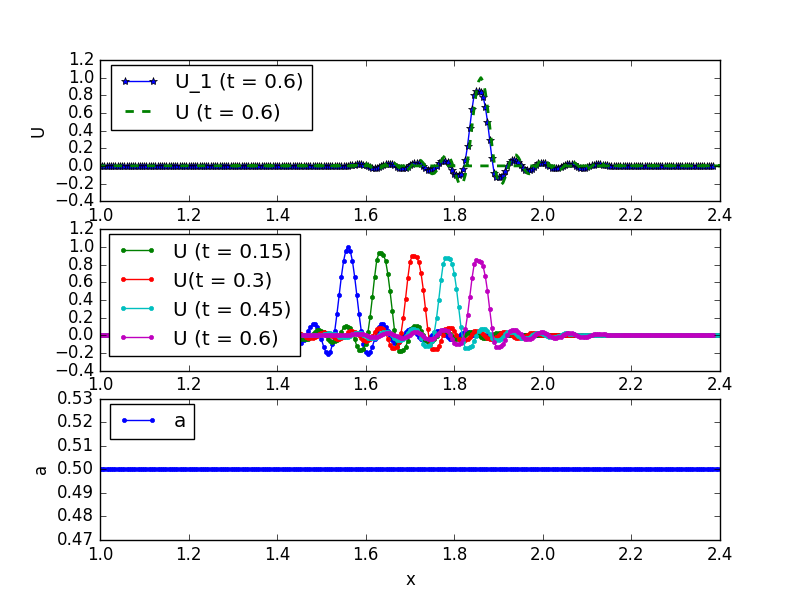 1.2
1.0
0.8
0.6
0.4
0.2
0.0
−0.2
−0.4
U
U_1 (t = 0.6)
U (t = 0.6)
1.0 1.2 1.4 1.6 1.8 2.0 2.2 2.4
1.2
1.0
0.8
0.6
0.4
0.2
0.0
−0.2
−0.4
U (t = 0.15)
U(t = 0.3)
U (t = 0.45)
U (t = 0.6)
1.0 1.2 1.4 1.6 1.8 2.0 2.2 2.4
0.53
0.52
0.51
0.50
0.49
0.48
0.47
a
a
1.0 1.2 1.4 1.6 1.8 2.0 2.2 2.4
x